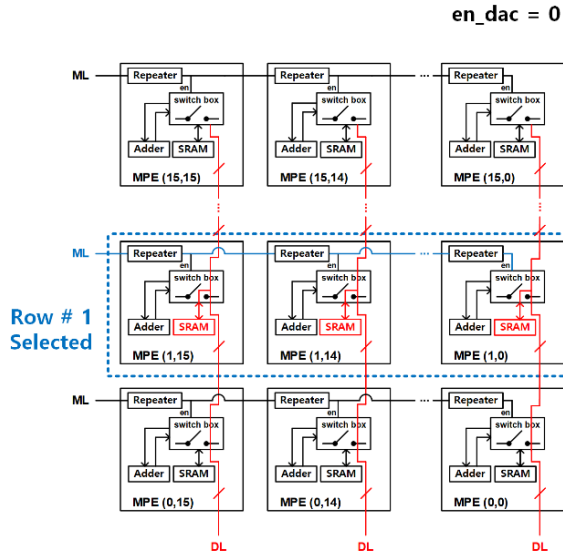 en_dac = 0
ML Repeater Repeater ... Repeater
en en en
switch box switch box switch box
Adder SRAM Adder SRAM Adder SRAM
MPE (15,15) MPE (15,14) MPE (15,0)
... ... ...
ML Repeater Repeater ... Repeater
en en en
switch box switch box switch box
Row # 1
Selected
Adder SRAM Adder SRAM Adder SRAM
MPE (1,15) MPE (1,14) MPE (1,0)
ML Repeater Repeater ... Repeater
en en en
switch box switch box switch box
Adder SRAM Adder SRAM Adder SRAM
MPE (0,15) MPE (0,14) MPE (0,0)
DL DL DL